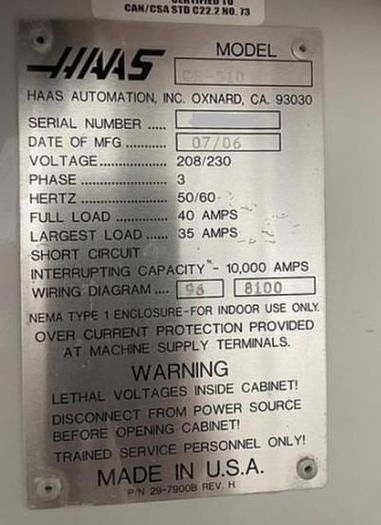 CERTIFIED TO
CAN/CSA STD C22.2 NO. 73
HAAS
MODEL
HAAS AUTOMATION, INC. OXNARD, CA. 93030
SERIAL NUMBER .....
DATE OF MFG ........... 07/06
VOLTAGE .................. 208/230
PHASE ...................... 3
HERTZ ...................... 50/60
FULL LOAD .............. 40 AMPS
LARGEST LOAD ...... 35 AMPS
SHORT CIRCUIT
INTERRUPTING CAPACITY - 10,000 AMPS
WIRING DIAGRAM .... 96 8100
NEMA TYPE 1 ENCLOSURE-FOR INDOOR USE ONLY.
OVER CURRENT PROTECTION PROVIDED
AT MACHINE SUPPLY TERMINALS.
WARNING
LETHAL VOLTAGES INSIDE CABINET!
DISCONNECT FROM POWER SOURCE
BEFORE OPENING CABINET!
TRAINED SERVICE PERSONNEL ONLY!
MADE IN U.S.A.
P/N 29-7900B REV. H